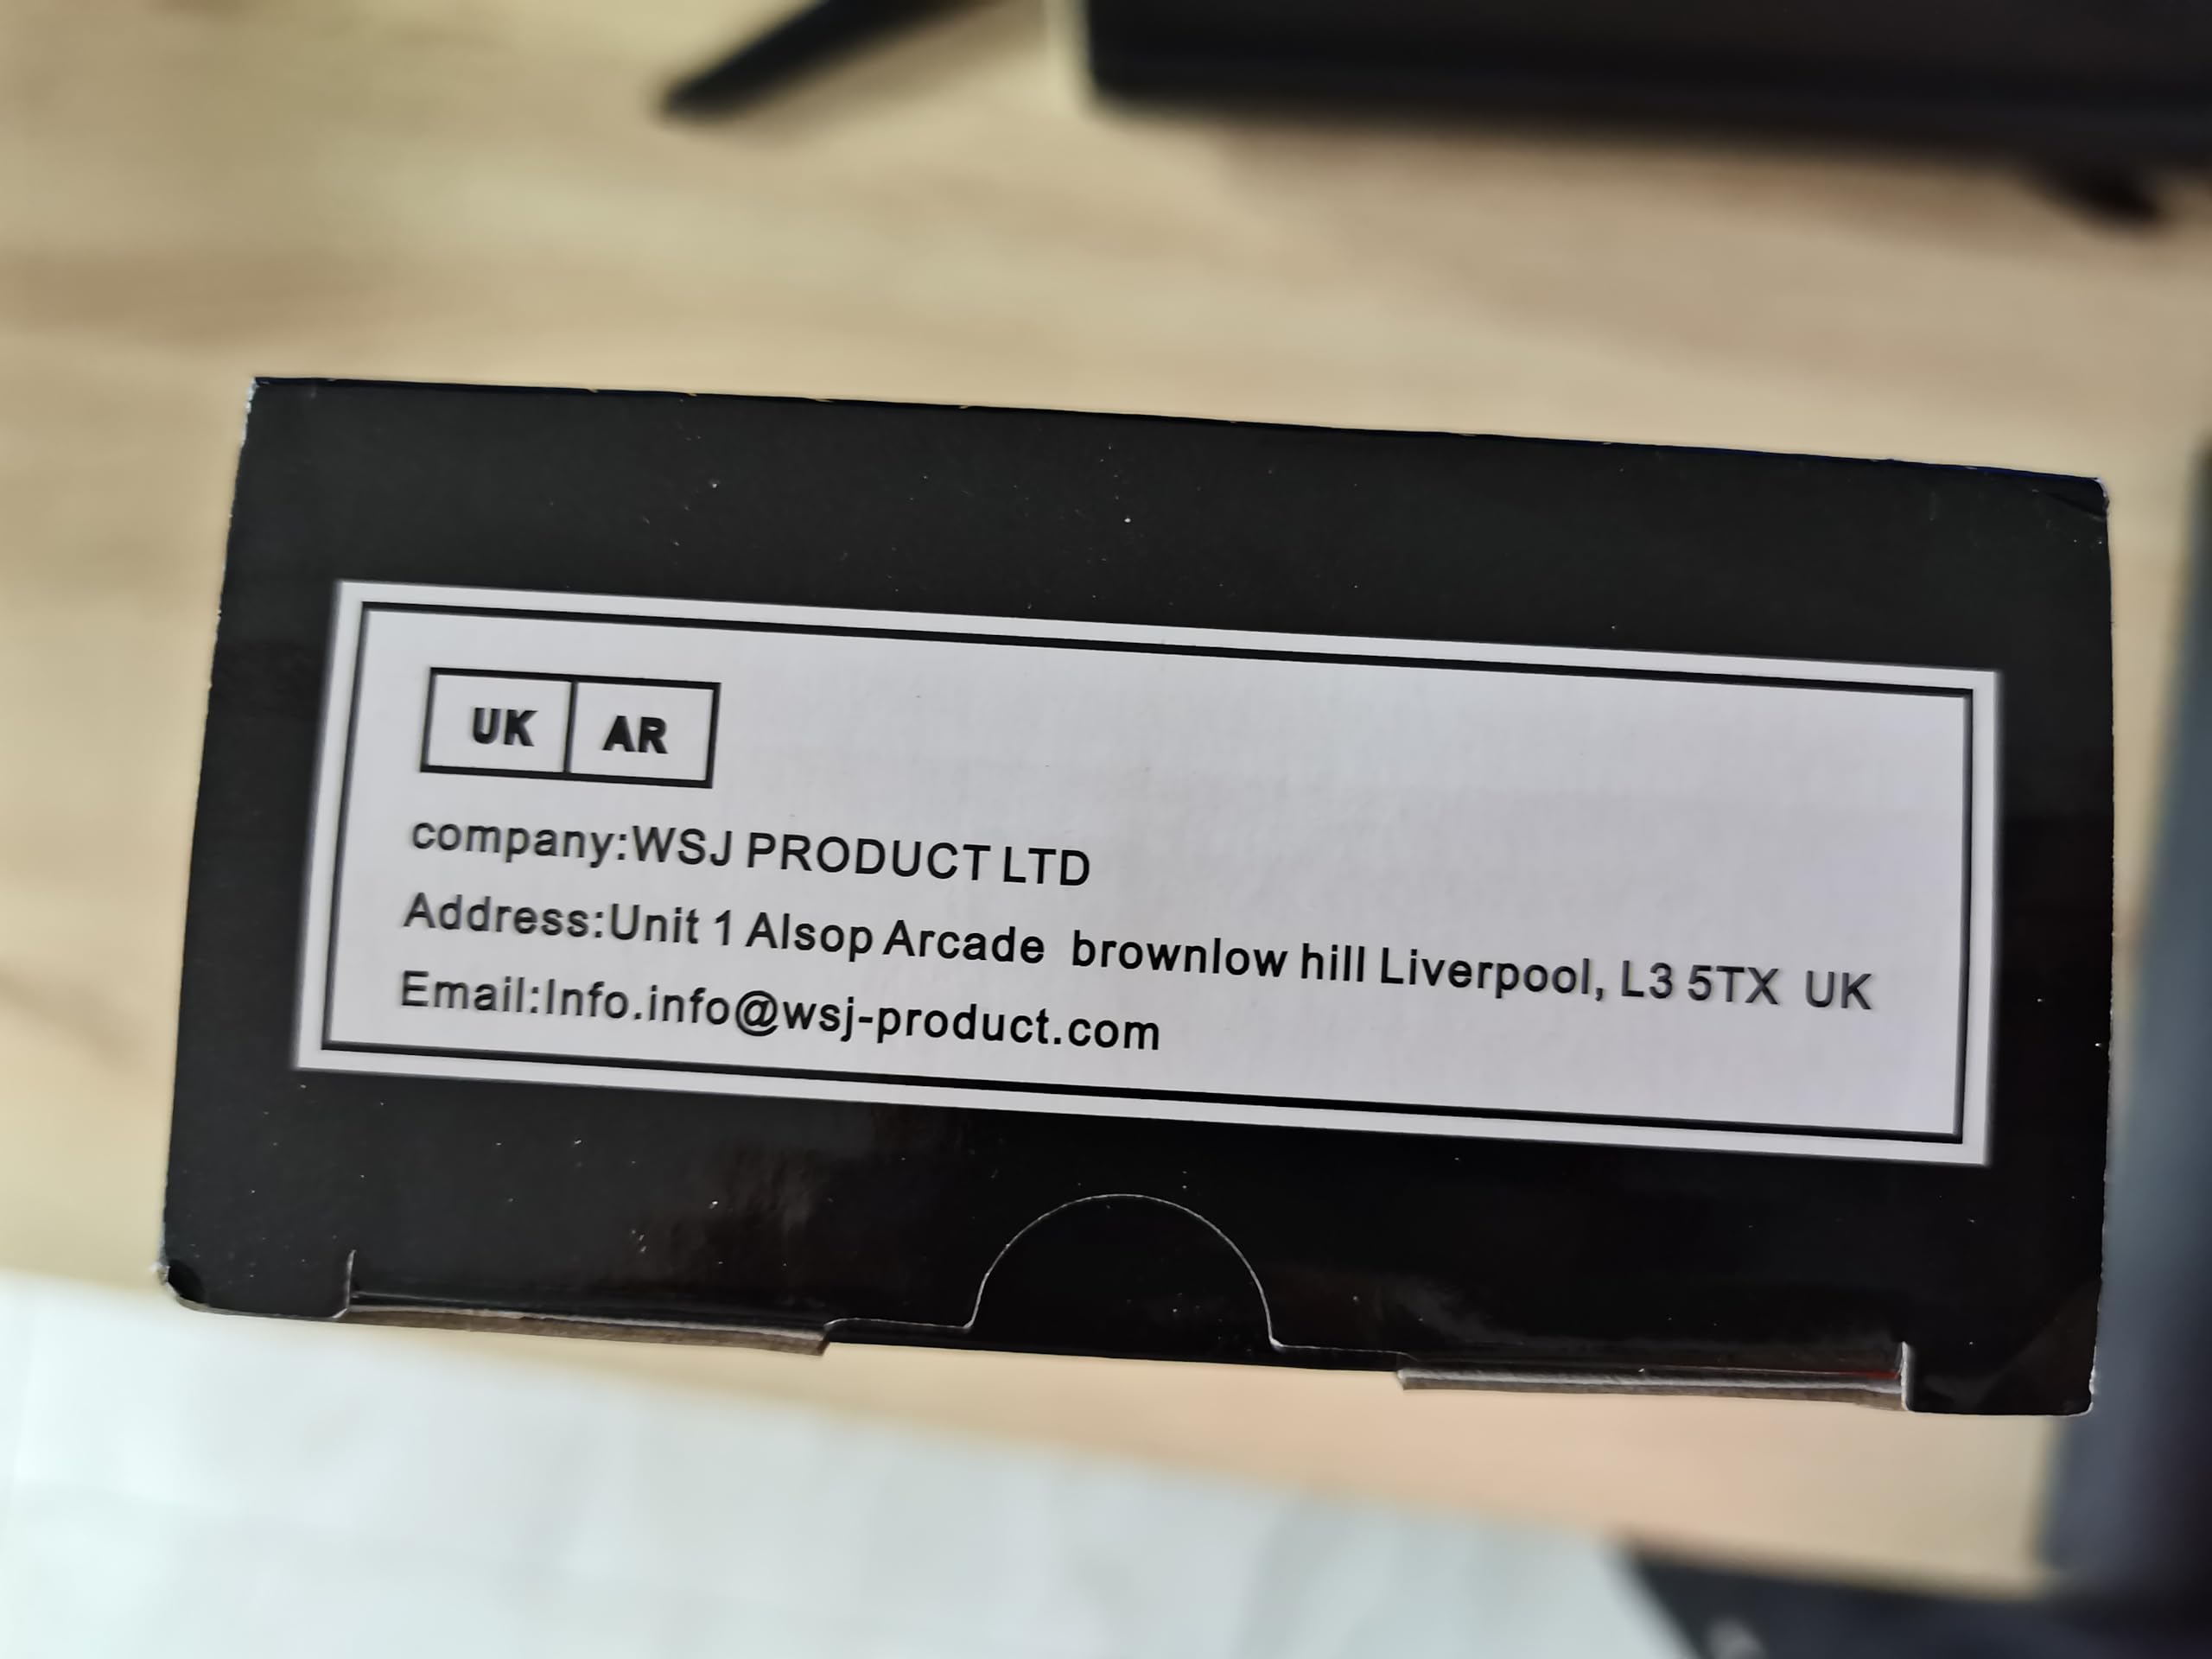 UK AR
company:WSJ PRODUCT LTD
Address:Unit 1 Alsop Arcade brownlow hill Liverpool, L3 5TX UK
Email:Info.info@wsj-product.com